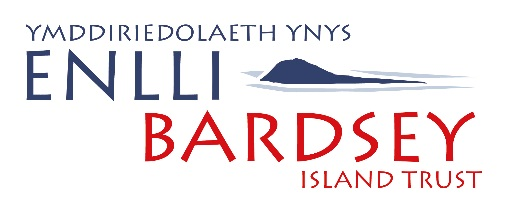 YMDDIRIEDOLAETH YNYS
ENLLI
BARDSEY
ISLAND TRUST